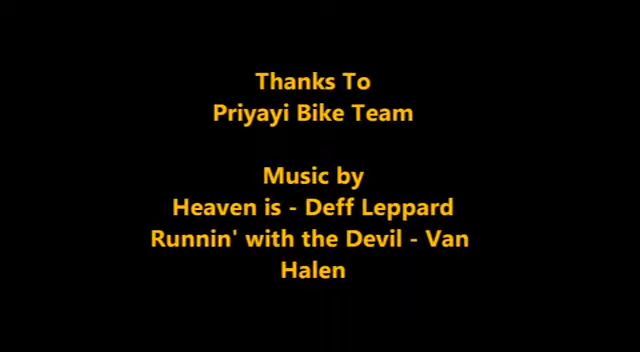 Thanks To
Priyayi Bike Team
Music by
Heaven is - Deff Leppard
Runnin' with the Devil - Van
Halen